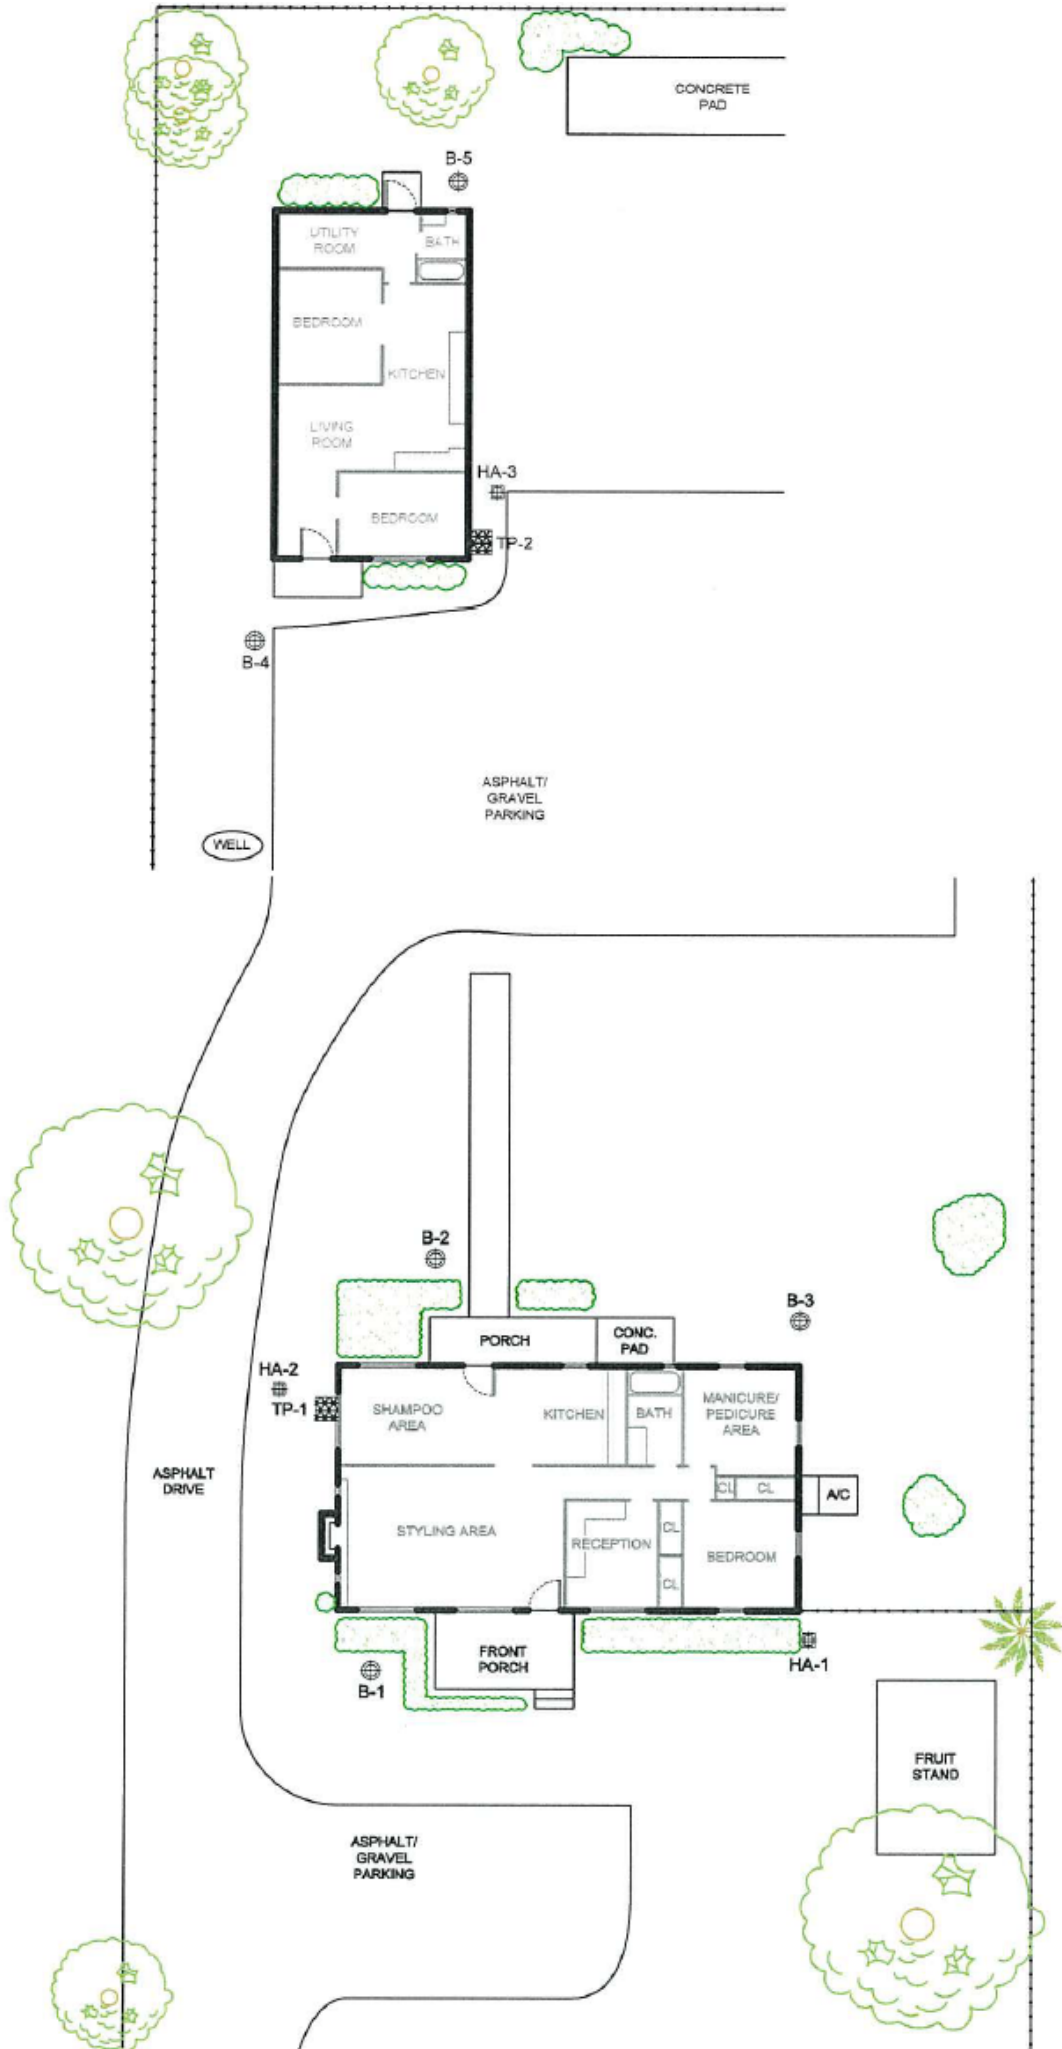 CONCRETE
PAD
B-5
UTILITY
ROOM
BATH
BEDROOM
KITCHEN
LIVING
ROOM
HA-3
BEDROOM
TP-2
B-4
ASPHALT/
GRAVEL
PARKING
WELL
B-2
B-3
PORCH
CONC.
PAD
HA-2
TP-1
SHAMPOO
AREA
KITCHEN
BATH
MANICURE/
PEDICURE
AREA
ASPHALT
DRIVE
CL
CL
A/C
STYLING AREA
CL
RECEPTION
BEDROOM
CL
FRONT
PORCH
HA-1
B-1
FRUIT
STAND
ASPHALT/
GRAVEL
PARKING